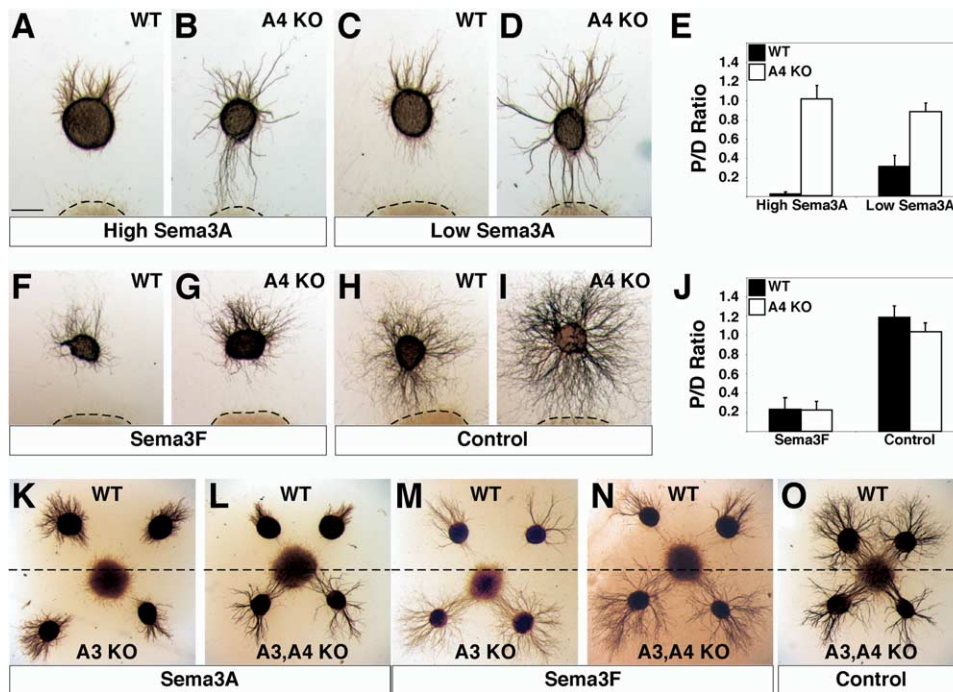 A WT B A4 KO C WT D A4 KO E
WT
A4 KO
P/D Ratio
1.4
1.2
1.0
0.8
0.6
0.4
0.2
High Sema3A Low Sema3A
High Sema3A Low Sema3A
F WT G A4 KO H WT I A4 KO J
WT
A4 KO
P/D Ratio
1.4
1.2
1.0
0.8
0.6
0.4
0.2
Sema3F Control
Sema3F Control
K WT L WT M WT N WT O WT
A3 KO A3,A4 KO A3 KO A3,A4 KO A3,A4 KO
Sema3A Sema3F Control